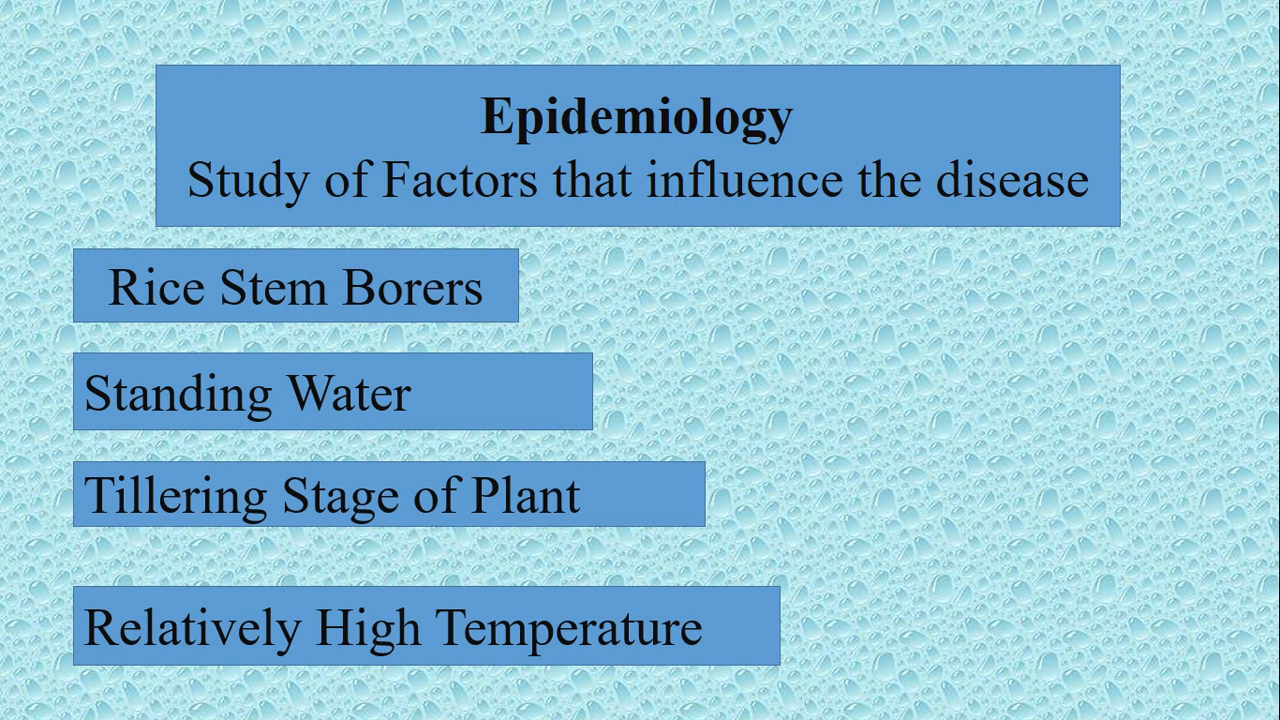 Epidemiology
Study of Factors that influence the disease
Rice Stem Borers
Standing Water
Tillering Stage of Plant
Relatively High Temperature